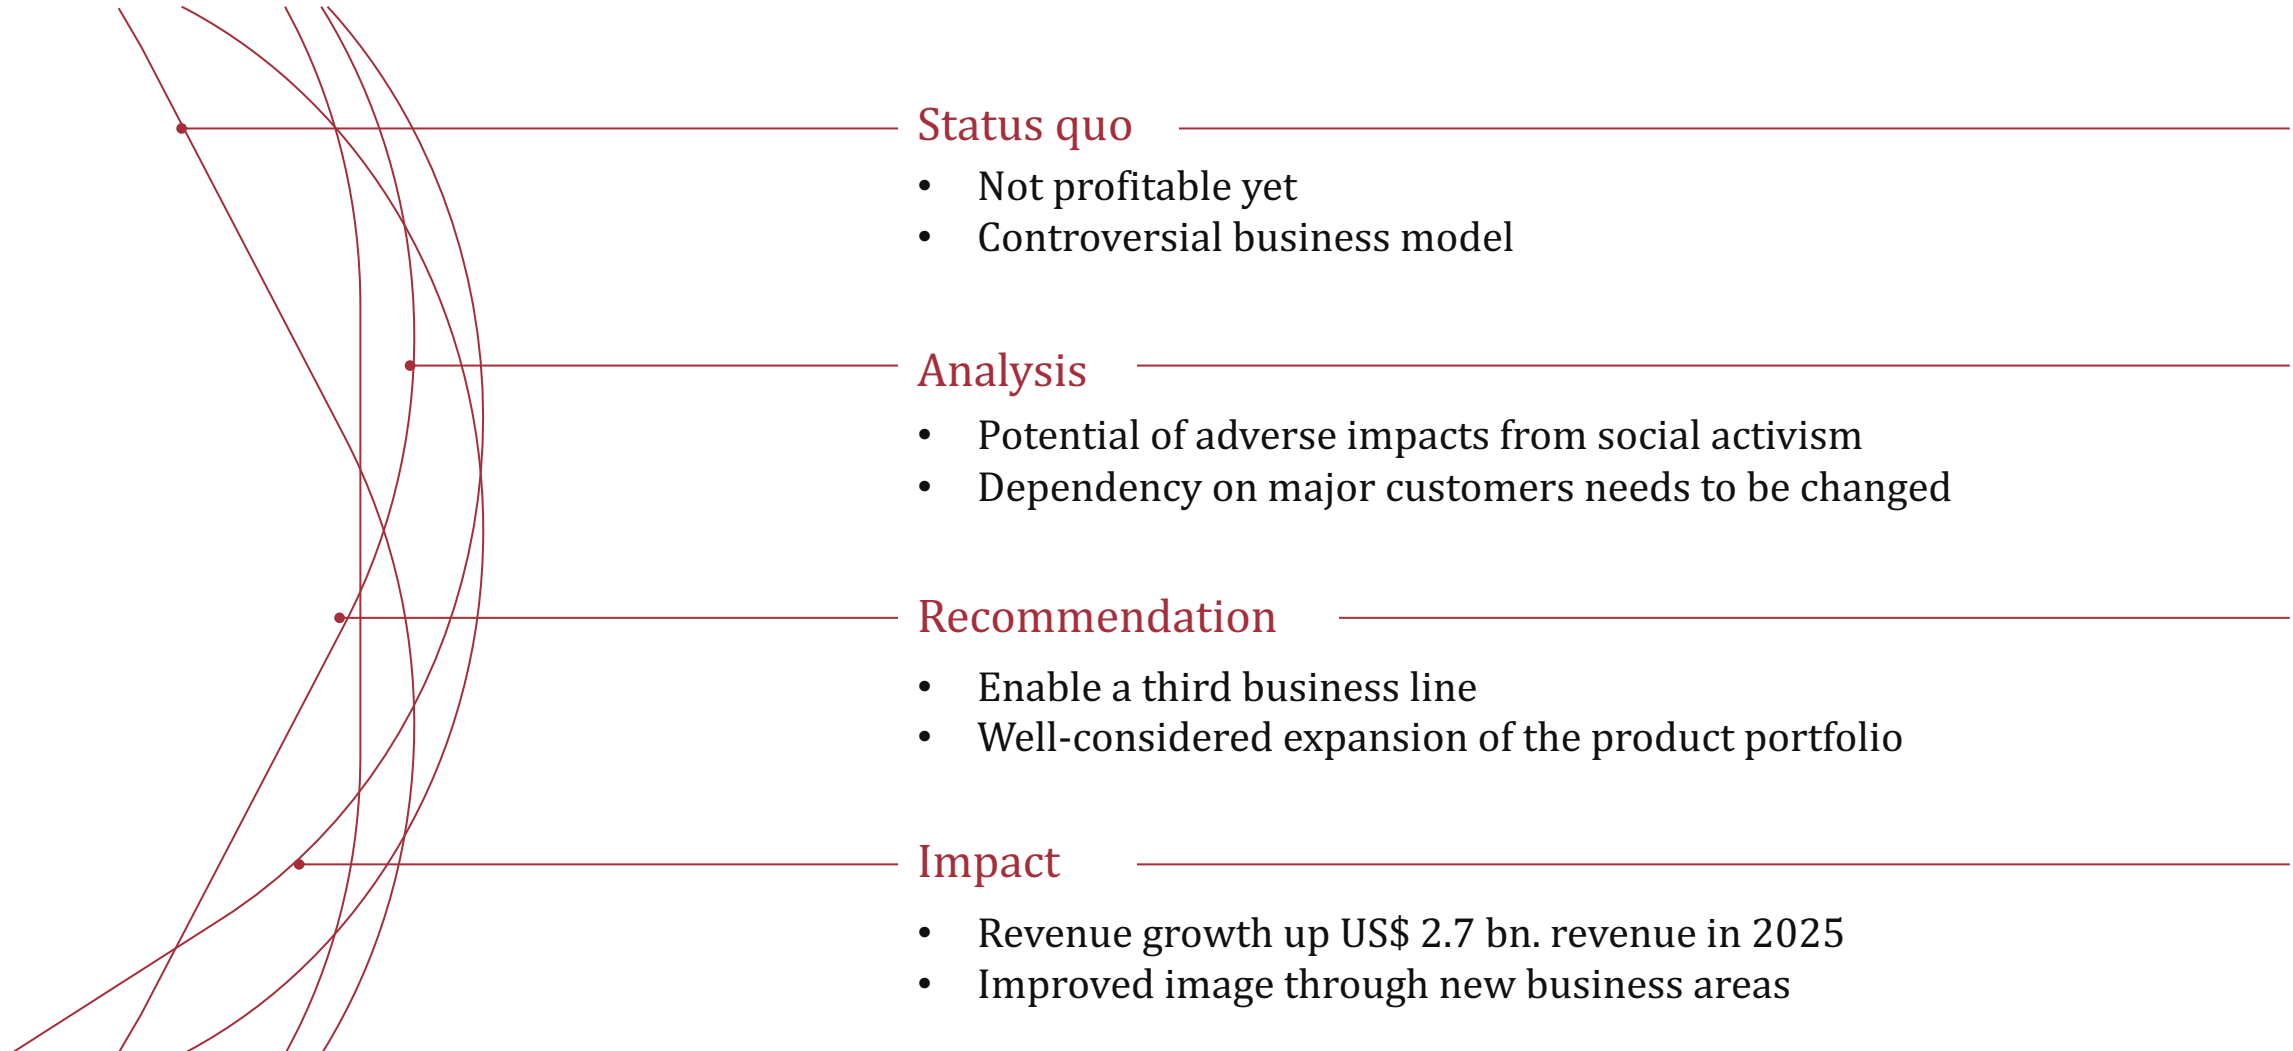 Status quo
• Not profitable yet
• Controversial business model
Analysis
• Potential of adverse impacts from social activism
• Dependency on major customers needs to be changed
Recommendation
• Enable a third business line
• Well-considered expansion of the product portfolio
Impact
• Revenue growth up US$ 2.7 bn. revenue in 2025
• Improved image through new business areas